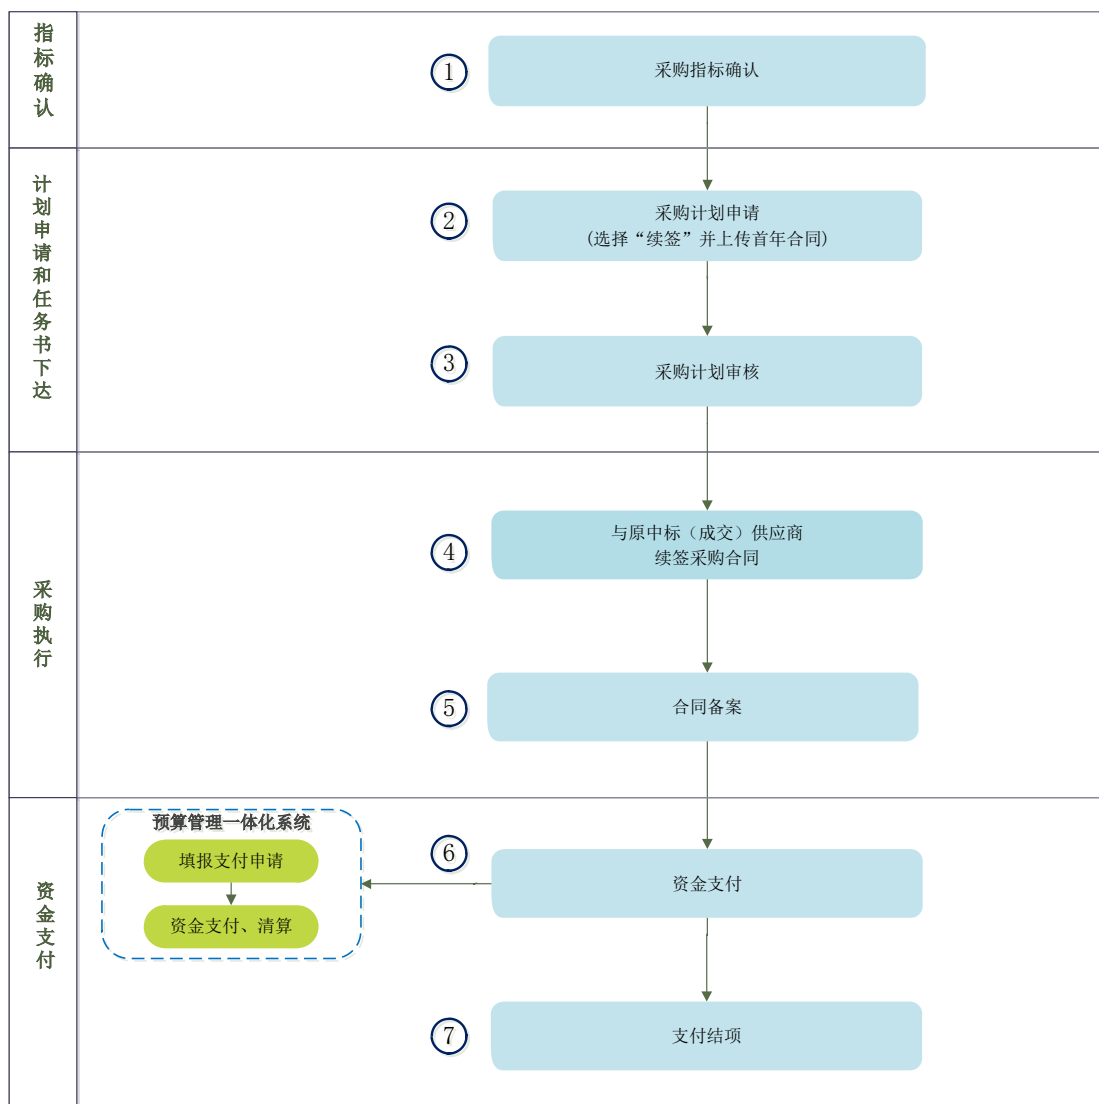 指标确认
①
采购指标确认
计划申请和任务书下达
②
采购计划申请
(选择“续签”并上传首年合同)
③
采购计划审核
采购执行
④
与原中标（成交）供应商
续签采购合同
⑤
合同备案
资金支付
预算管理一体化系统
填报支付申请
资金支付、清算
⑥
资金支付
⑦
支付结项